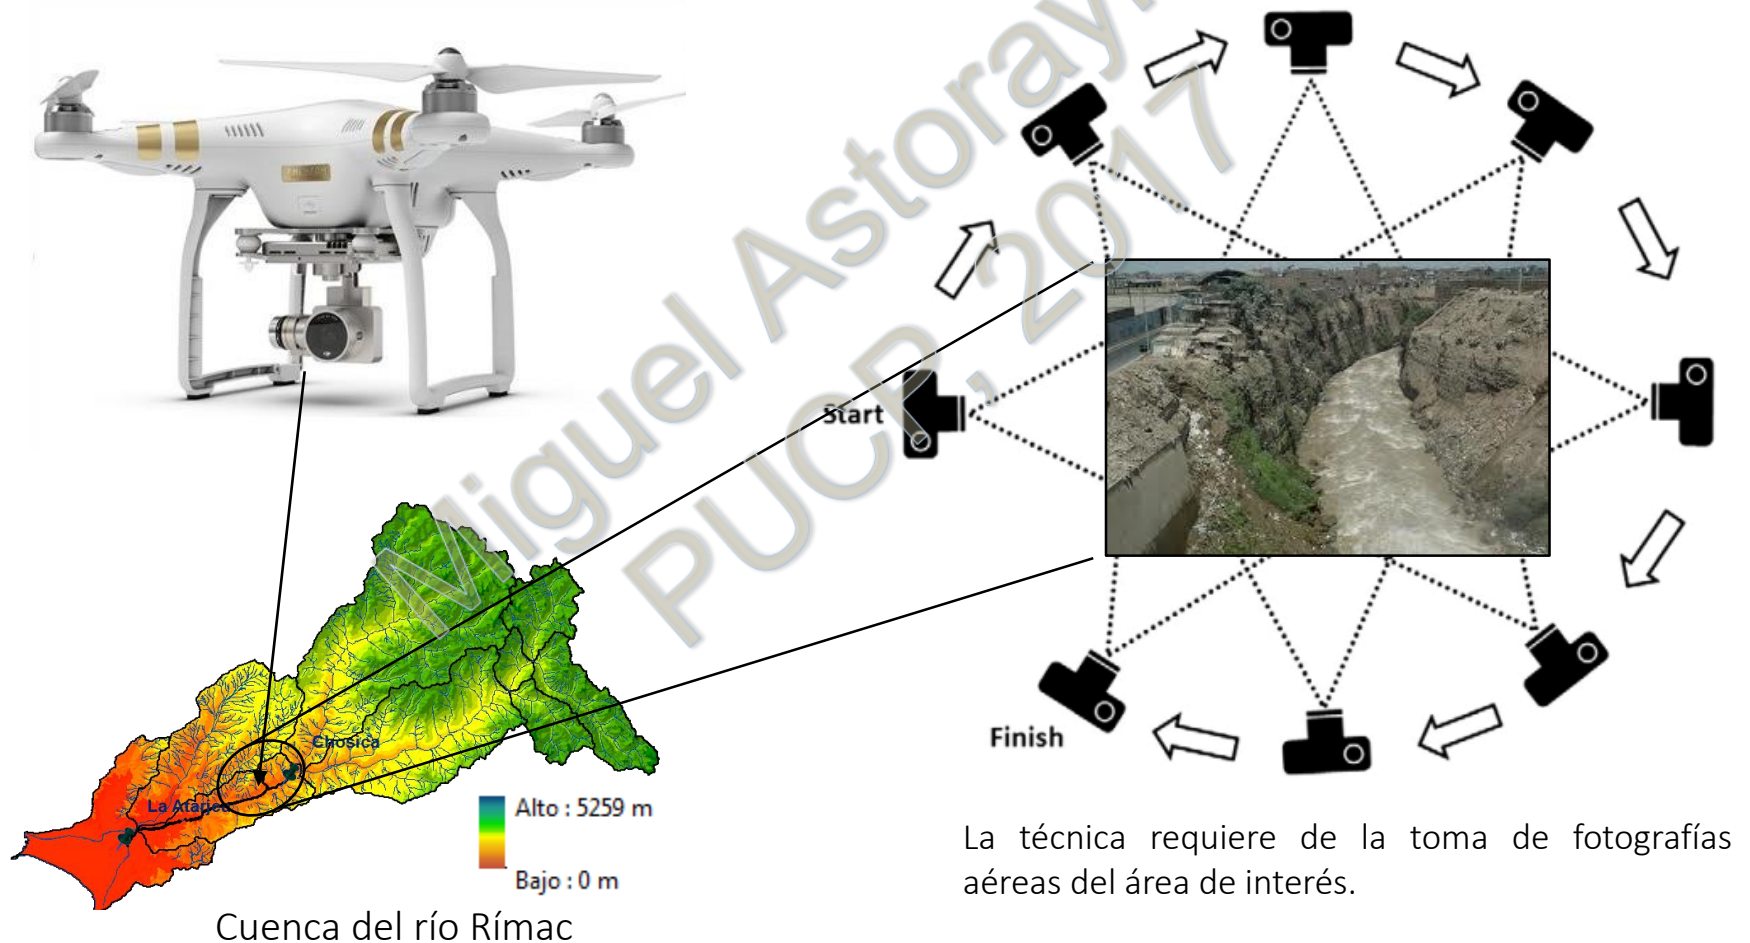 Miguel Astoray
PUCP, 2017
Start
Finish
Chosica
La Atarjea
Alto : 5259 m
Bajo : 0 m
Cuenca del río Rímac
La técnica requiere de la toma de fotografías
aéreas del área de interés.